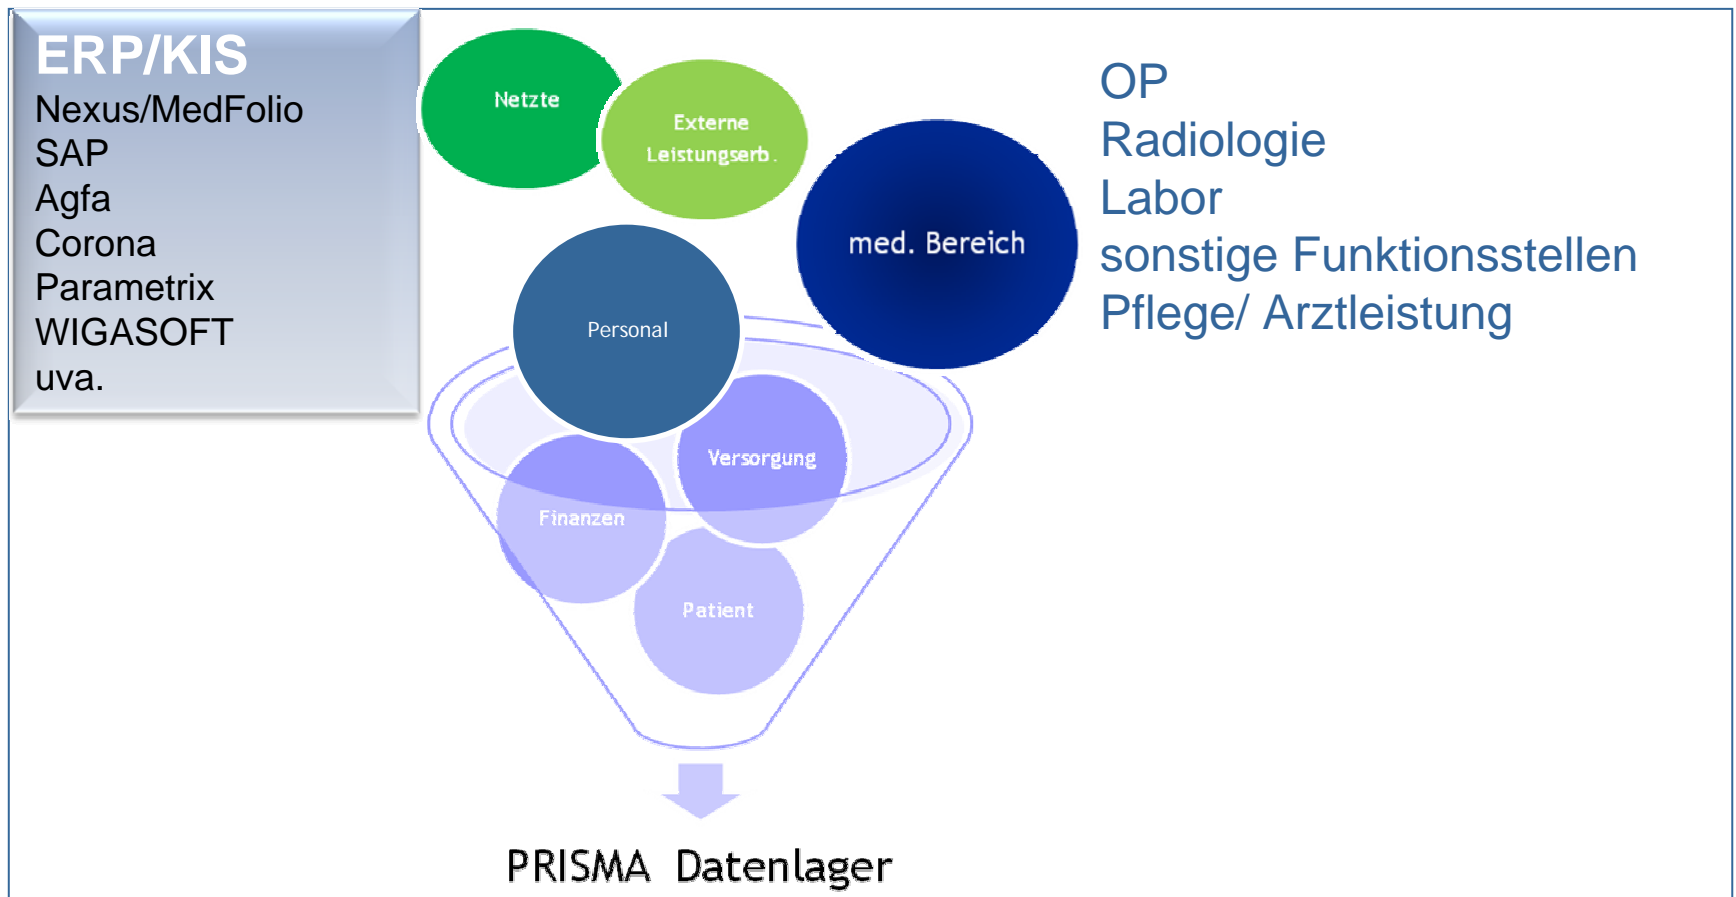 ERP/KIS
Nexus/MedFolio
SAP
Agfa
Corona
Parametrix
WIGASOFT
uva.
Netzte
Externe
Leistungserb.
med. Bereich
OP
Radiologie
Labor
sonstige Funktionsstellen
Pflege/ Arztleistung
Personal
Versorgung
Finanzen
Patient
PRISMA Datenlager